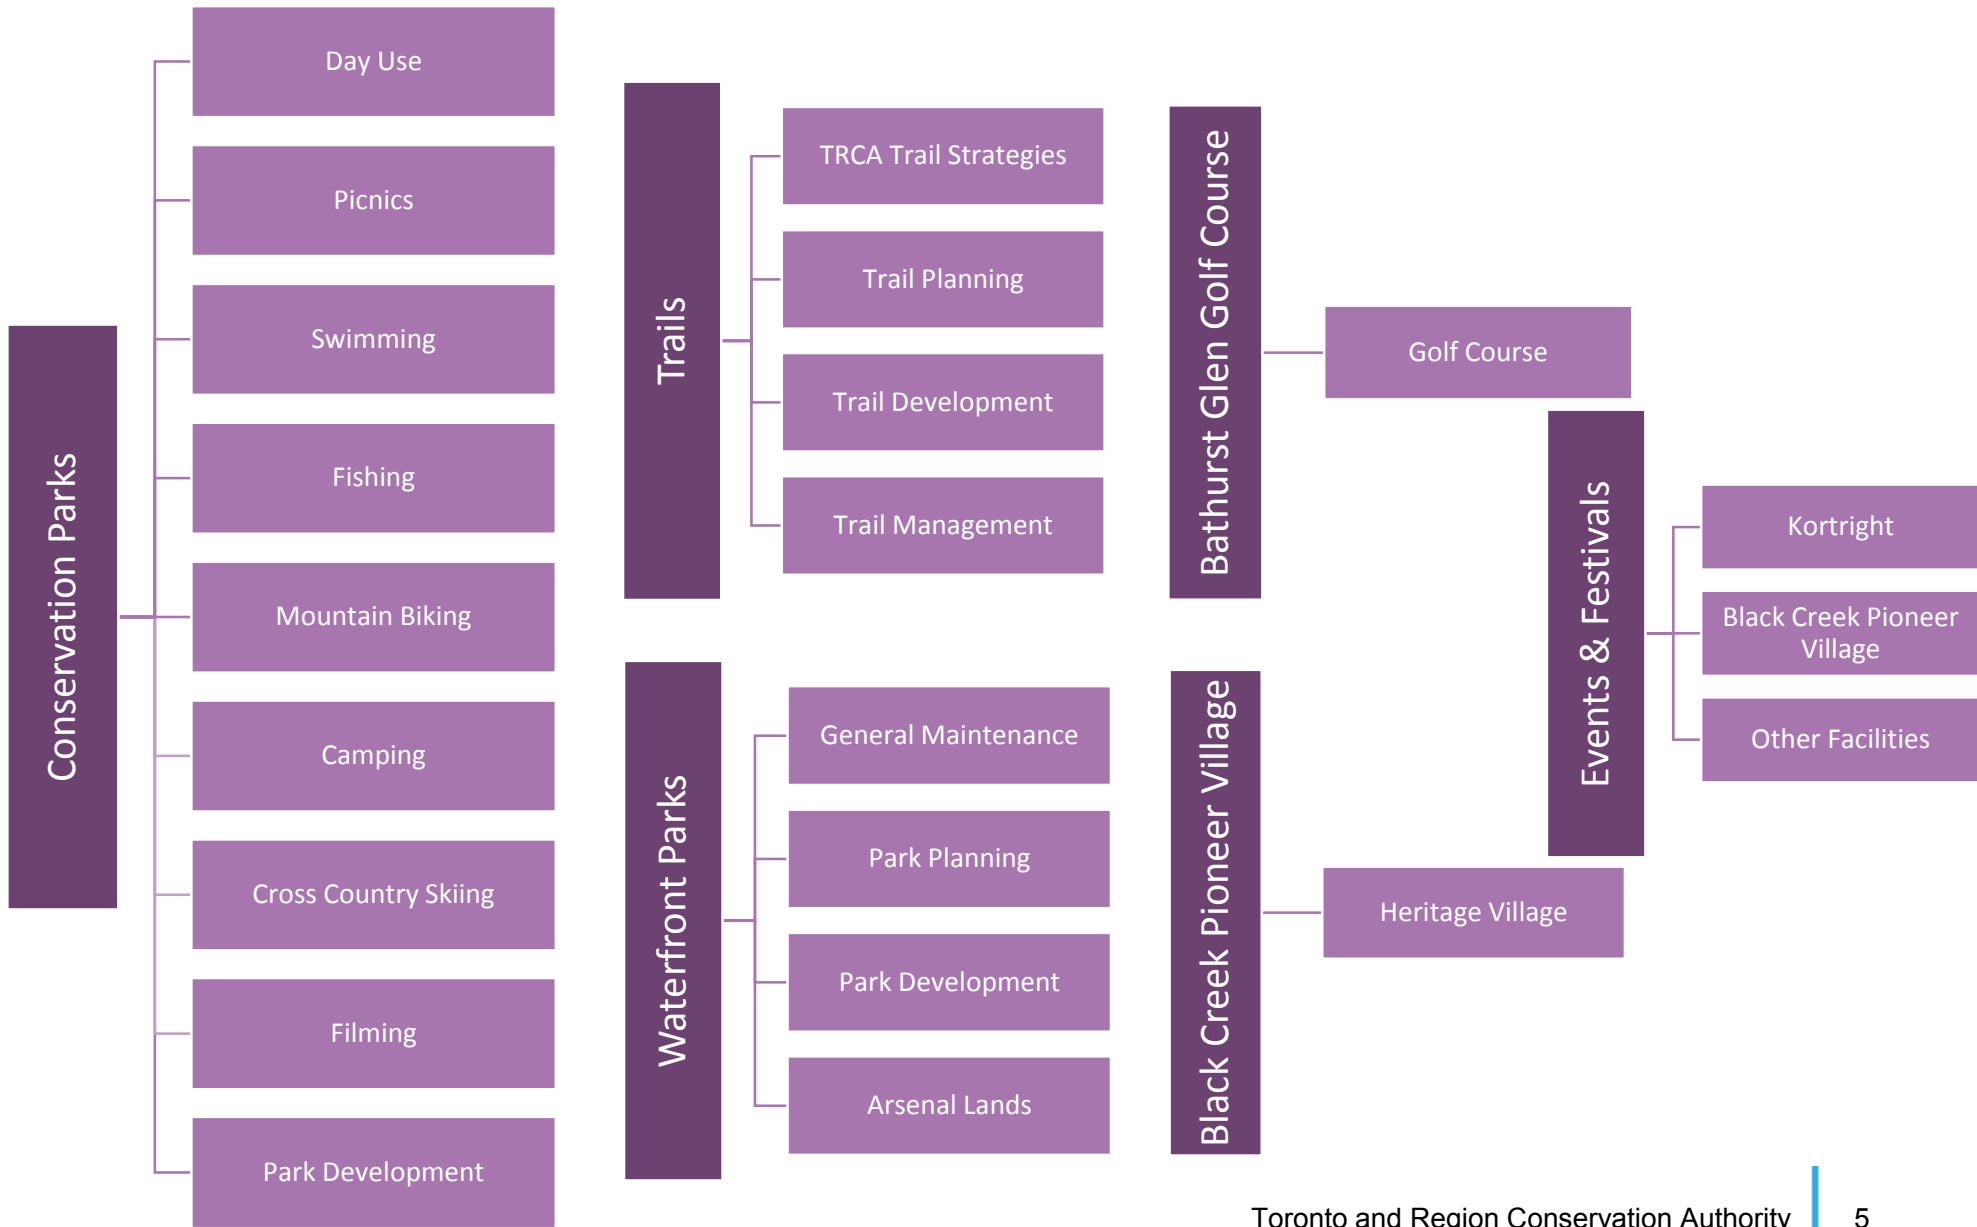 Conservation Parks
Day Use
Picnics
Swimming
Fishing
Mountain Biking
Camping
Cross Country Skiing
Filming
Park Development
Trails
TRCA Trail Strategies
Trail Planning
Trail Development
Trail Management
Waterfront Parks
General Maintenance
Park Planning
Park Development
Arsenal Lands
Bathurst Glen Golf Course
Golf Course
Black Creek Pioneer Village
Heritage Village
Events & Festivals
Kortright
Black Creek Pioneer
Village
Other Facilities
Toronto and Region Conservation Authority
5